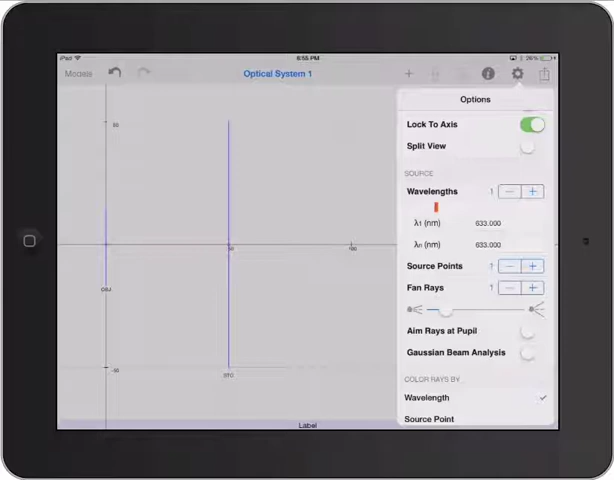 iPad
6:55 PM
26%
Models
Optical System 1
Options
Lock To Axis
Split View
SOURCE
Wavelengths 1
λ1 (nm) 633.000
λn (nm) 633.000
Source Points 1
Fan Rays 1
Aim Rays at Pupil
Gaussian Beam Analysis
COLOR RAYS BY
Wavelength
Source Point
50
50
OBJ
-50
STO
Label